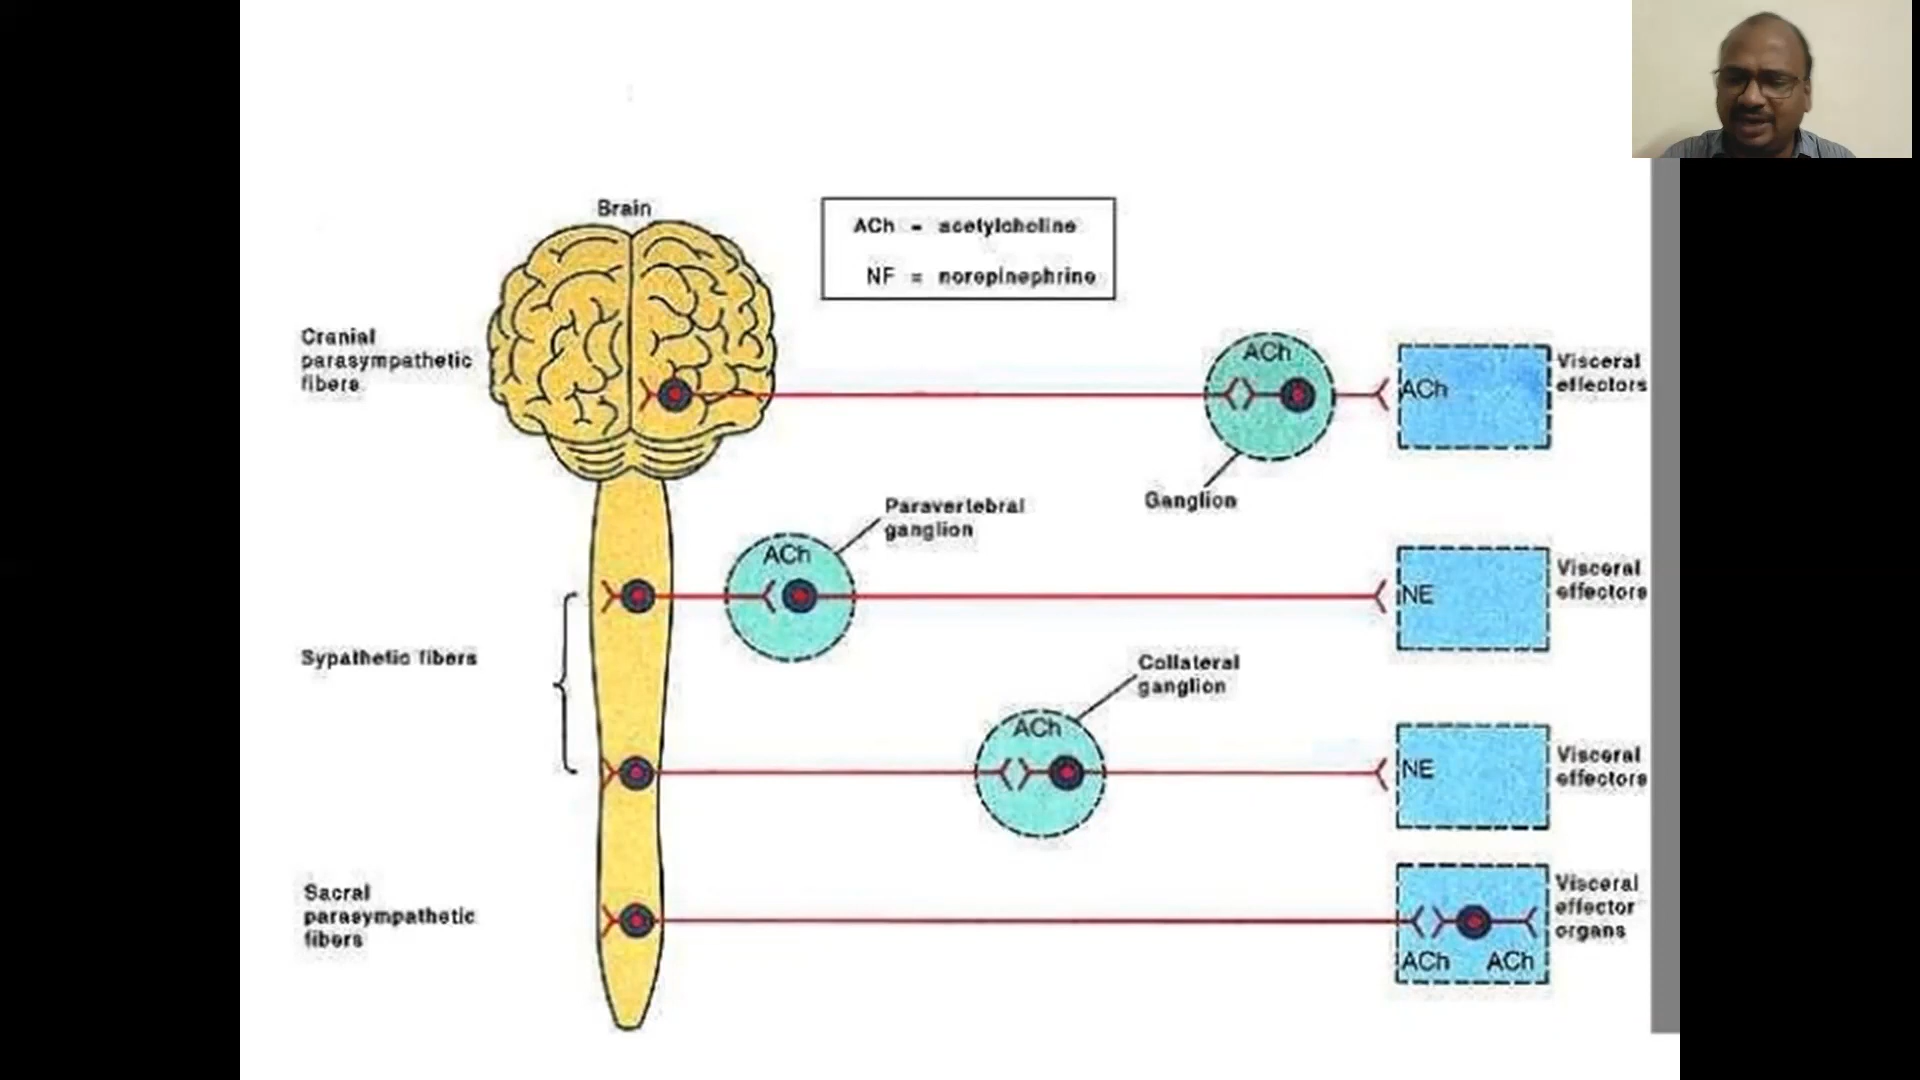 Brain
ACh = acetylcholine
NF = norepinephrine
Cranial
parasympathetic
fibers
ACh
ACh
Visceral
effectors
Ganglion
Paravertebral
ganglion
ACh
NE
Visceral
effectors
Sypathetic fibers
Collateral
ganglion
ACh
NE
Visceral
effectors
Sacral
parasympathetic
fibers
Visceral
effector
organs
ACh ACh